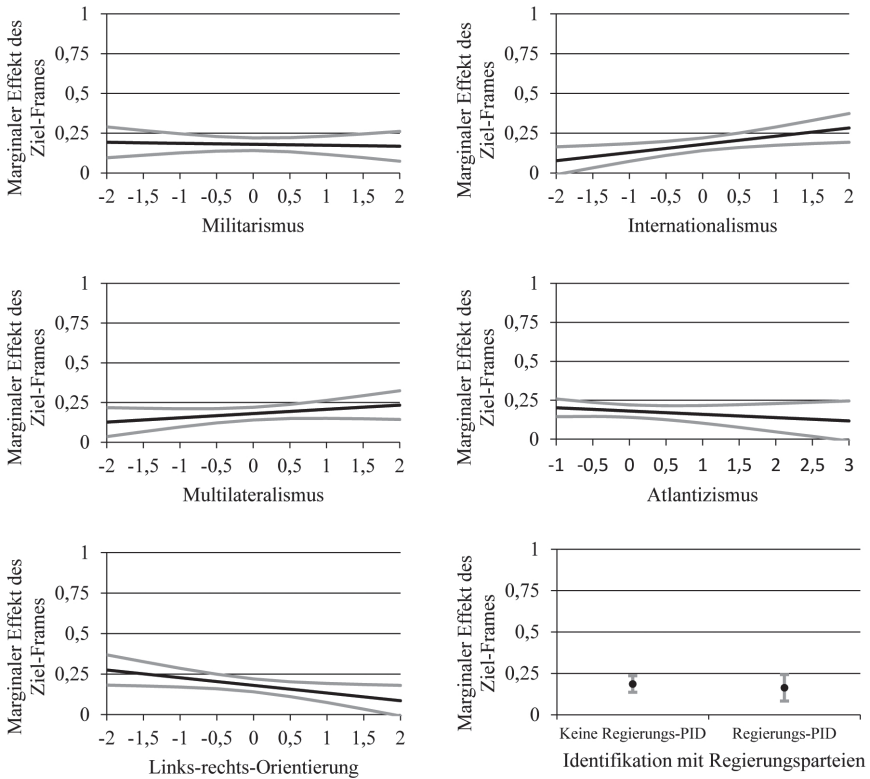 Marginaler Effekt des
Ziel-Frames
1
0,75
0,5
0,25
0
-2 -1,5 -1 -0,5 0 0,5 1 1,5 2
Militarismus
Marginaler Effekt des
Ziel-Frames
1
0,75
0,5
0,25
0
-2 -1,5 -1 -0,5 0 0,5 1 1,5 2
Internationalismus
Marginaler Effekt des
Ziel-Frames
1
0,75
0,5
0,25
0
-2 -1,5 -1 -0,5 0 0,5 1 1,5 2
Multilateralismus
Marginaler Effekt des
Ziel-Frames
1
0,75
0,5
0,25
0
-1 -0,5 0 0,5 1 1,5 2 2,5 3
Atlantizismus
Marginaler Effekt des
Ziel-Frames
1
0,75
0,5
0,25
0
-2 -1,5 -1 -0,5 0 0,5 1 1,5 2
Links-rechts-Orientierung
Marginaler Effekt des
Ziel-Frames
1
0,75
0,5
0,25
0
Keine Regierungs-PID Regierungs-PID
Identifikation mit Regierungsparteien